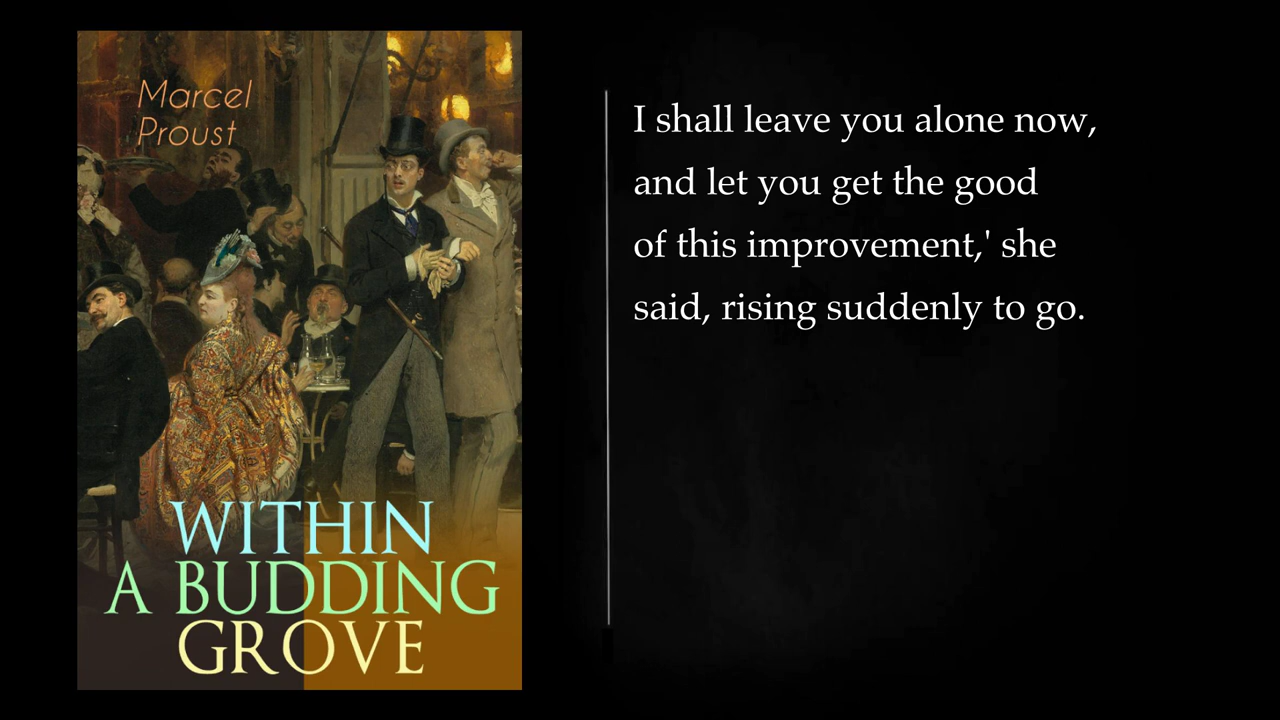 Marcel
Proust
WITHIN
A BUDDING
GROVE
I shall leave you alone now,
and let you get the good
of this improvement,' she
said, rising suddenly to go.